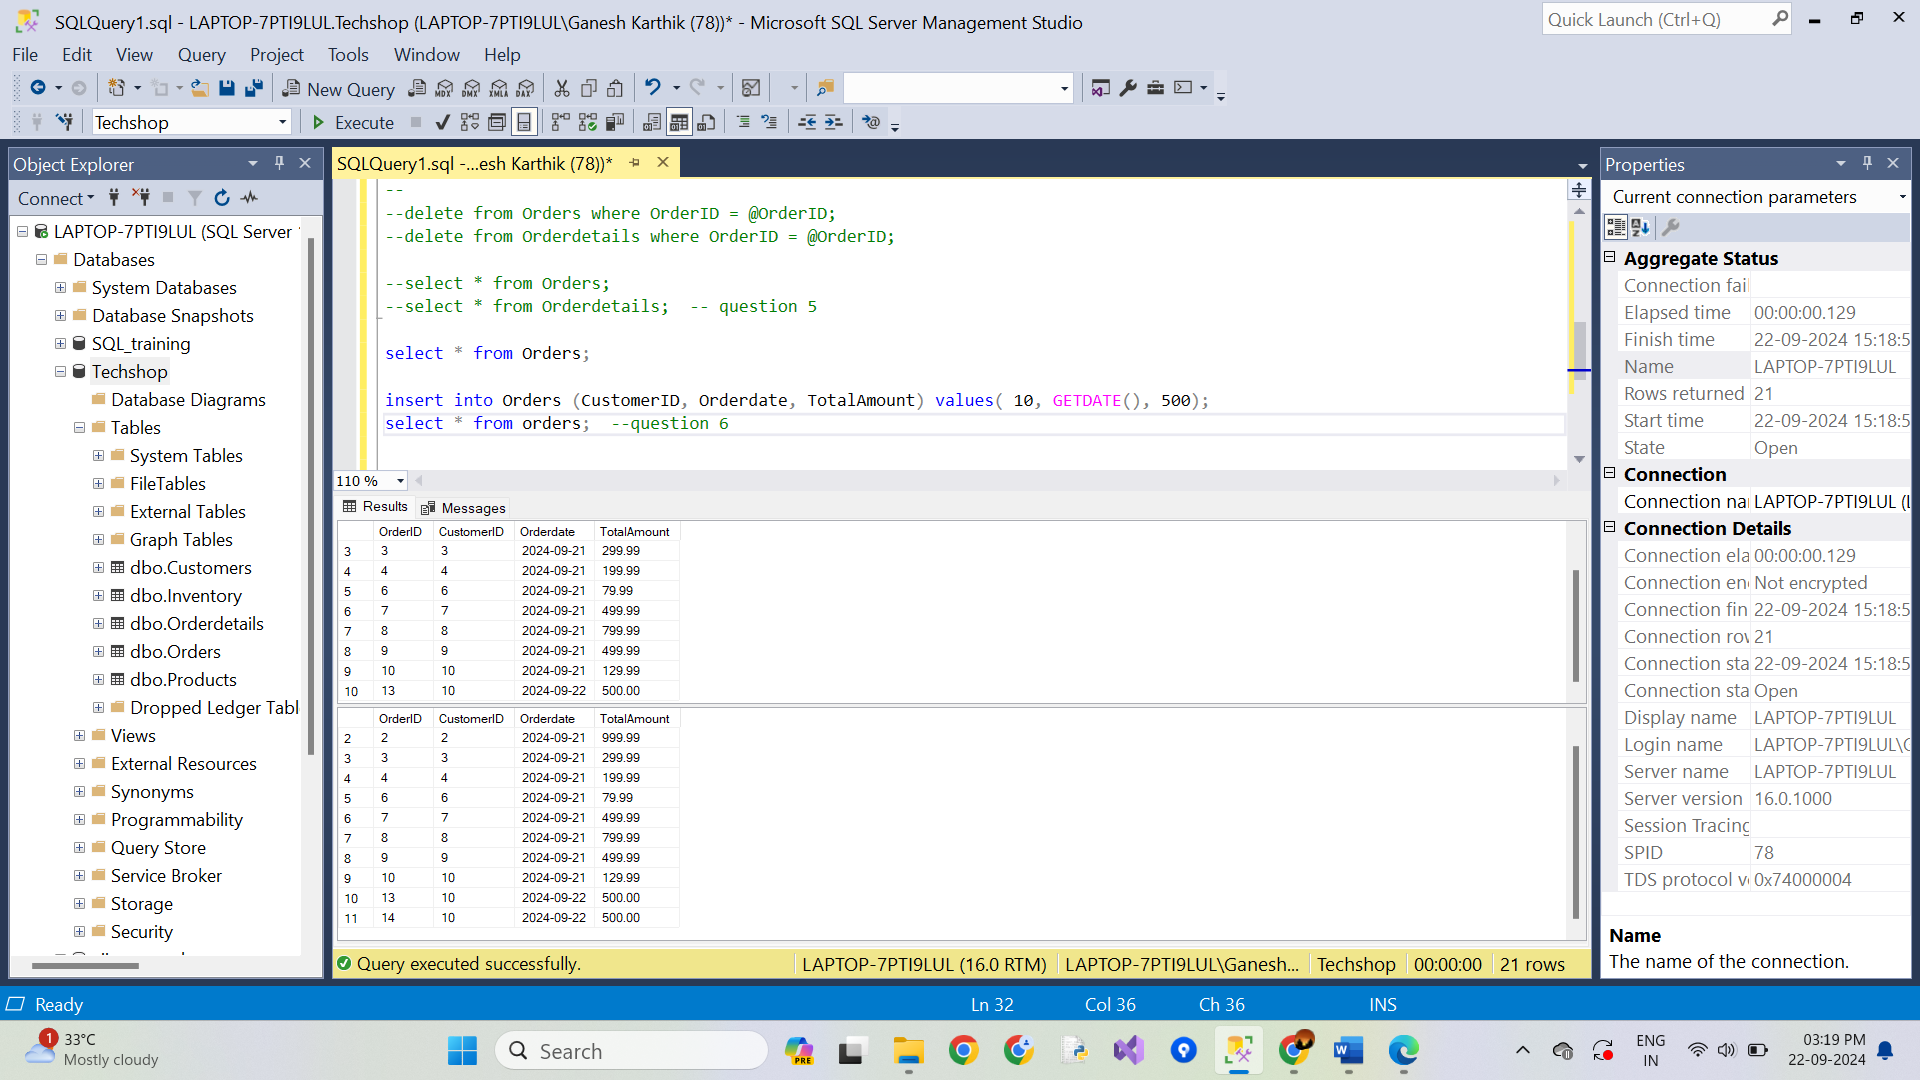 SQLQuery1.sql - LAPTOP-7PTI9LUL.Techshop (LAPTOP-7PTI9LUL\Ganesh Karthik (78))* - Microsoft SQL Server Management Studio
Quick Launch (Ctrl+Q)
File Edit View Query Project Tools Window Help
New Query
MDX DMX XMLA DAX
Techshop
Execute
Object Explorer
Connect
LAPTOP-7PTI9LUL (SQL Server
Databases
System Databases
Database Snapshots
SQL_training
Techshop
Database Diagrams
Tables
System Tables
FileTables
External Tables
Graph Tables
dbo.Customers
dbo.Inventory
dbo.Orderdetails
dbo.Orders
dbo.Products
Dropped Ledger Tabl
Views
External Resources
Synonyms
Programmability
Query Store
Service Broker
Storage
Security
SQLQuery1.sql -...esh Karthik (78))*
--
--delete from Orders where OrderID = @OrderID;
--delete from Orderdetails where OrderID = @OrderID;
--select * from Orders;
--select * from Orderdetails;  -- question 5
select * from Orders;
insert into Orders (CustomerID, Orderdate, TotalAmount) values( 10, GETDATE(), 500);
select * from orders;  --question 6
110 %
Results Messages
OrderID CustomerID Orderdate TotalAmount
3 3 3 2024-09-21 299.99
4 4 4 2024-09-21 199.99
5 6 6 2024-09-21 79.99
6 7 7 2024-09-21 499.99
7 8 8 2024-09-21 799.99
8 9 9 2024-09-21 499.99
9 10 10 2024-09-21 129.99
10 13 10 2024-09-22 500.00
OrderID CustomerID Orderdate TotalAmount
2 2 2 2024-09-21 999.99
3 3 3 2024-09-21 299.99
4 4 4 2024-09-21 199.99
5 6 6 2024-09-21 79.99
6 7 7 2024-09-21 499.99
7 8 8 2024-09-21 799.99
8 9 9 2024-09-21 499.99
9 10 10 2024-09-21 129.99
10 13 10 2024-09-22 500.00
11 14 10 2024-09-22 500.00
Query executed successfully.
LAPTOP-7PTI9LUL (16.0 RTM) LAPTOP-7PTI9LUL\Ganesh... Techshop 00:00:00 21 rows
Properties
Current connection parameters
Aggregate Status
Connection fail
Elapsed time 00:00:00.129
Finish time 22-09-2024 15:18:5
Name LAPTOP-7PTI9LUL
Rows returned 21
Start time 22-09-2024 15:18:5
State Open
Connection
Connection nai LAPTOP-7PTI9LUL (
Connection Details
Connection ela 00:00:00.129
Connection en Not encrypted
Connection fin 22-09-2024 15:18:5
Connection rov 21
Connection sta 22-09-2024 15:18:5
Connection sta Open
Display name LAPTOP-7PTI9LUL
Login name LAPTOP-7PTI9LUL\G
Server name LAPTOP-7PTI9LUL
Server version 16.0.1000
Session Tracing
SPID 78
TDS protocol ve 0x74000004
Name
The name of the connection.
Ready
Ln 32 Col 36 Ch 36 INS
1
33°C
Mostly cloudy
Search
PRE
ENG
IN
03:19 PM
22-09-2024